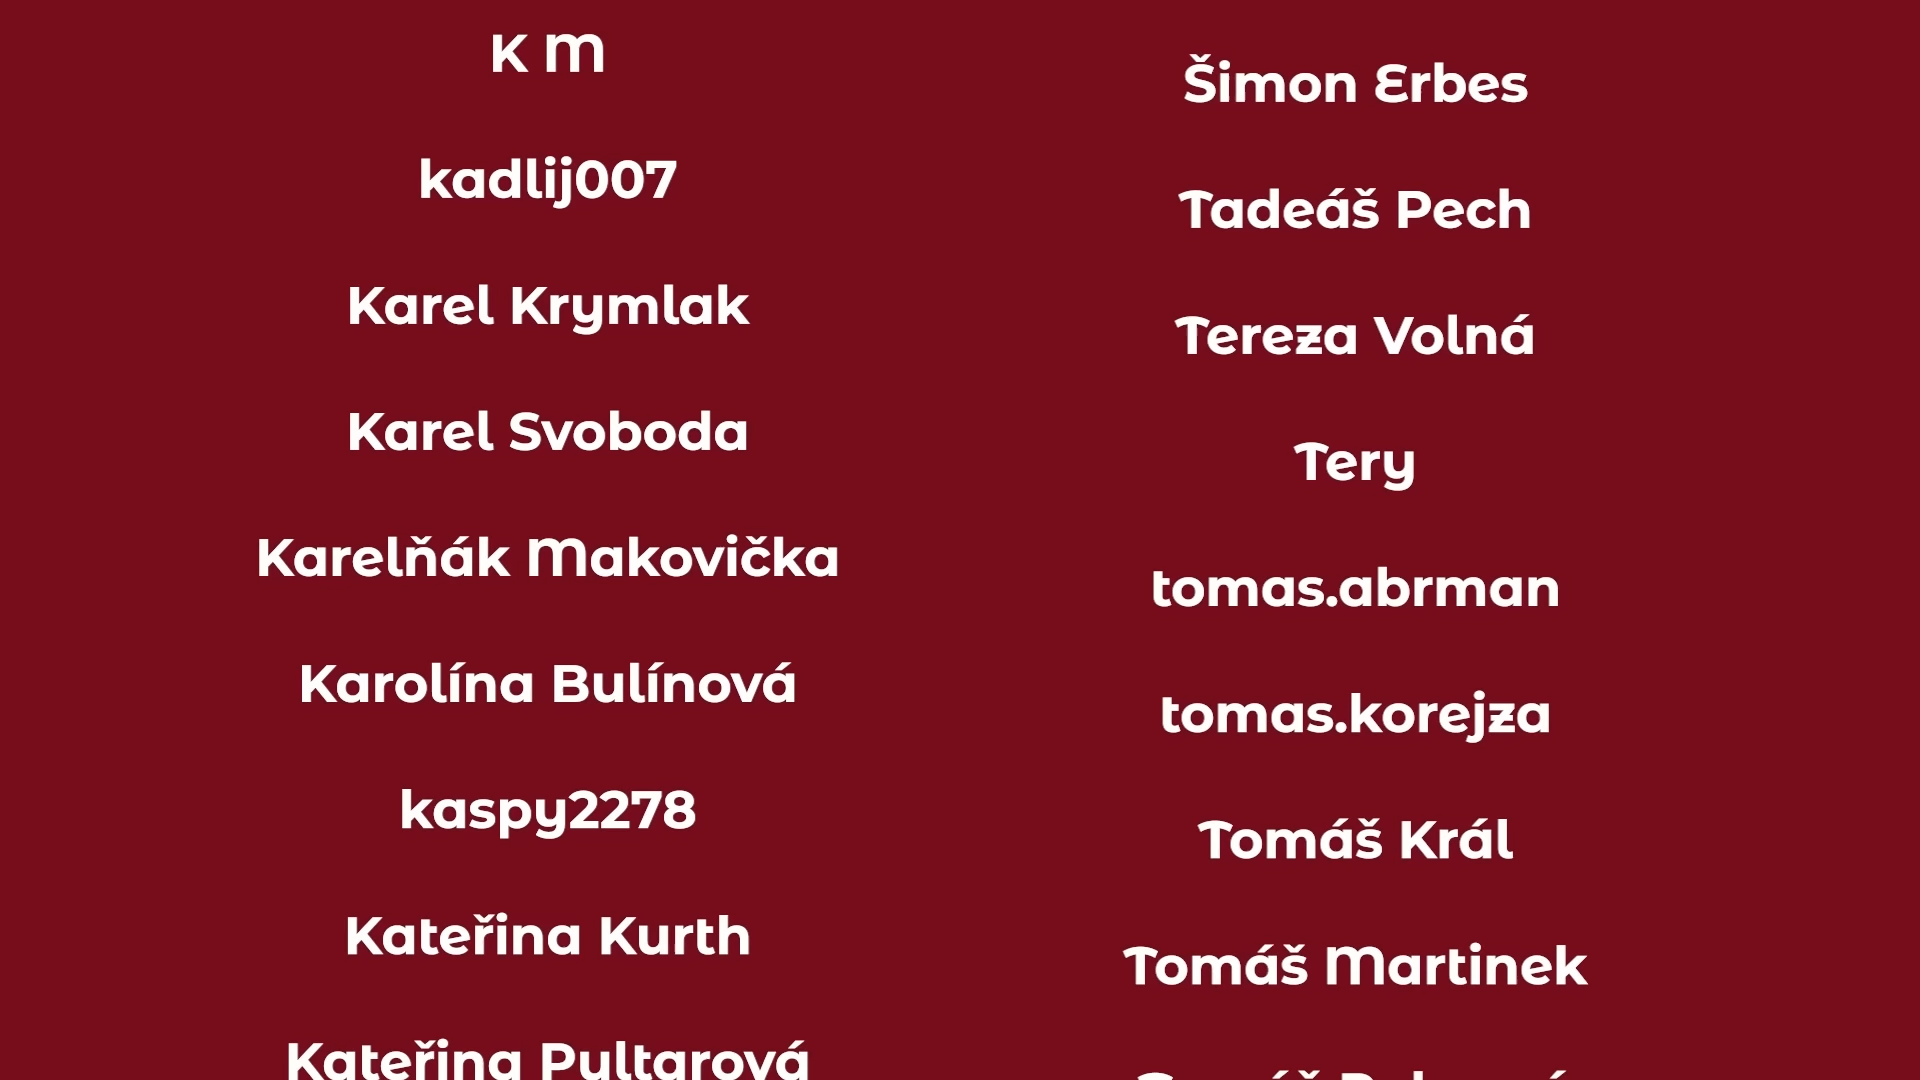 K M
kadlij007
Karel Krymlak
Karel Svoboda
Karelňák Makovička
Karolína Bulínová
kaspy2278
Kateřina Kurth
Kateřina Pultarová
Šimon Erbes
Tadeáš Pech
Tereza Volná
Tery
tomas.abrman
tomas.korejza
Tomáš Král
Tomáš Martinek